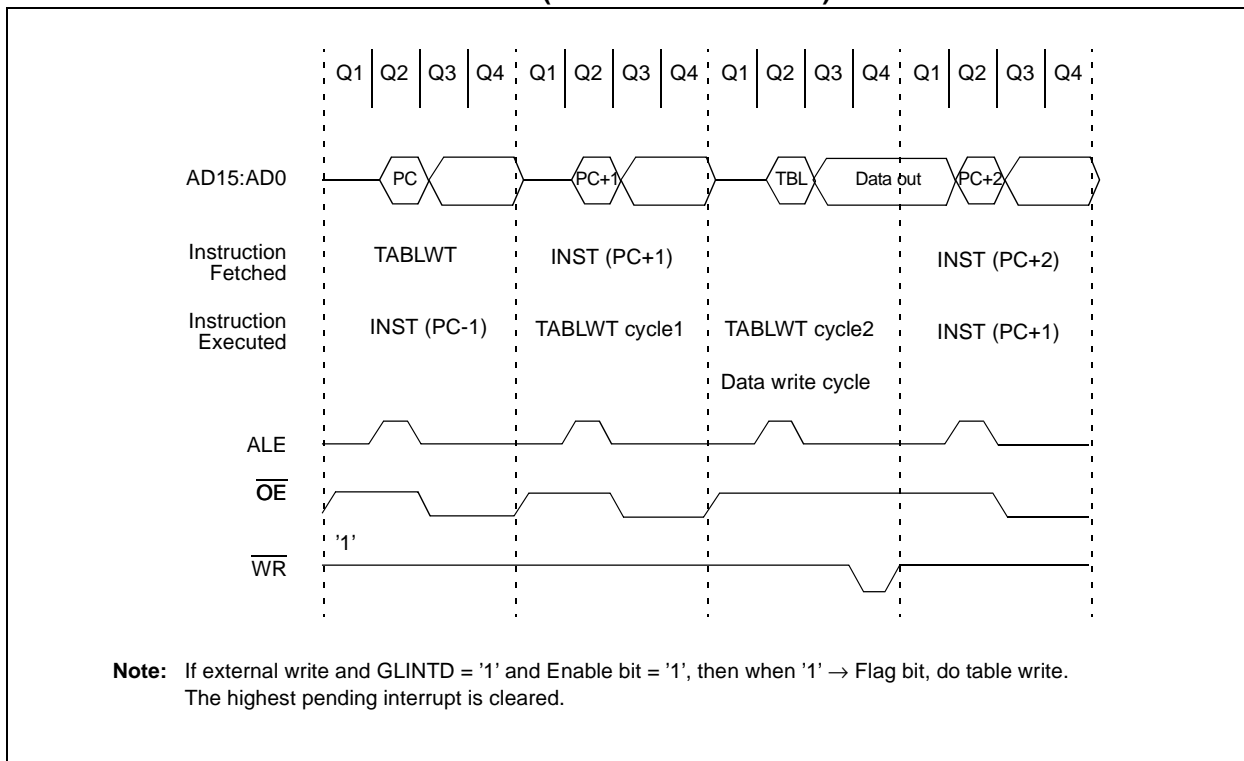 Q1 Q2 Q3 Q4 Q1 Q2 Q3 Q4 Q1 Q2 Q3 Q4 Q1 Q2 Q3 Q4
AD15:AD0 PC PC+1 TBL Data out PC+2
Instruction
Fetched
TABLWT INST (PC+1) INST (PC+2)
Instruction
Executed
INST (PC-1) TABLWT cycle1 TABLWT cycle2 INST (PC+1)
Data write cycle
ALE
OE
'1'
WR
Note: If external write and GLINTD = '1' and Enable bit = '1', then when '1' → Flag bit, do table write.
The highest pending interrupt is cleared.